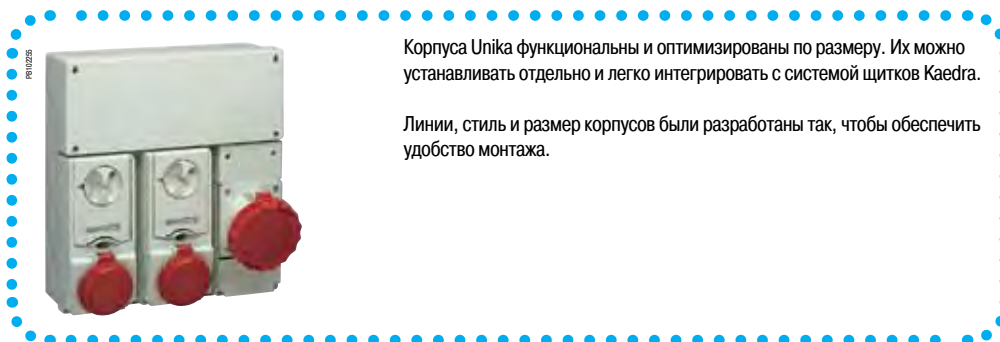 PB102255
Корпуса Unika функциональны и оптимизированы по размеру. Их можно
устанавливать отдельно и легко интегрировать с системой щитков Kaedra.
Линии, стиль и размер корпусов были разработаны так, чтобы обеспечить
удобство монтажа.